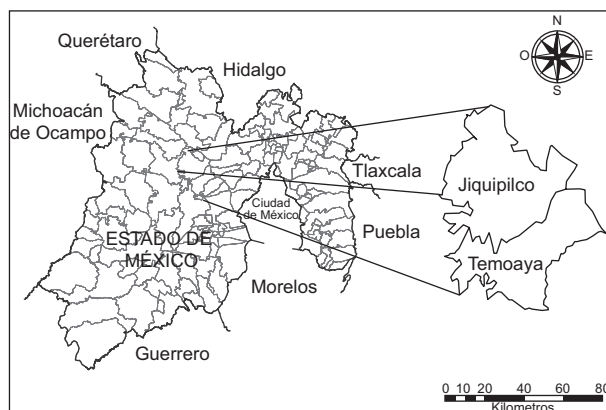 Querétaro
Hidalgo
Michoacán
de Ocampo
N
O
E
S
Tlaxcala
Jiquipilco
Ciudad
de México
Puebla
ESTADO DE
MÉXICO
Temoaya
Morelos
Guerrero
0 10 20 40 60 80
Kilometros